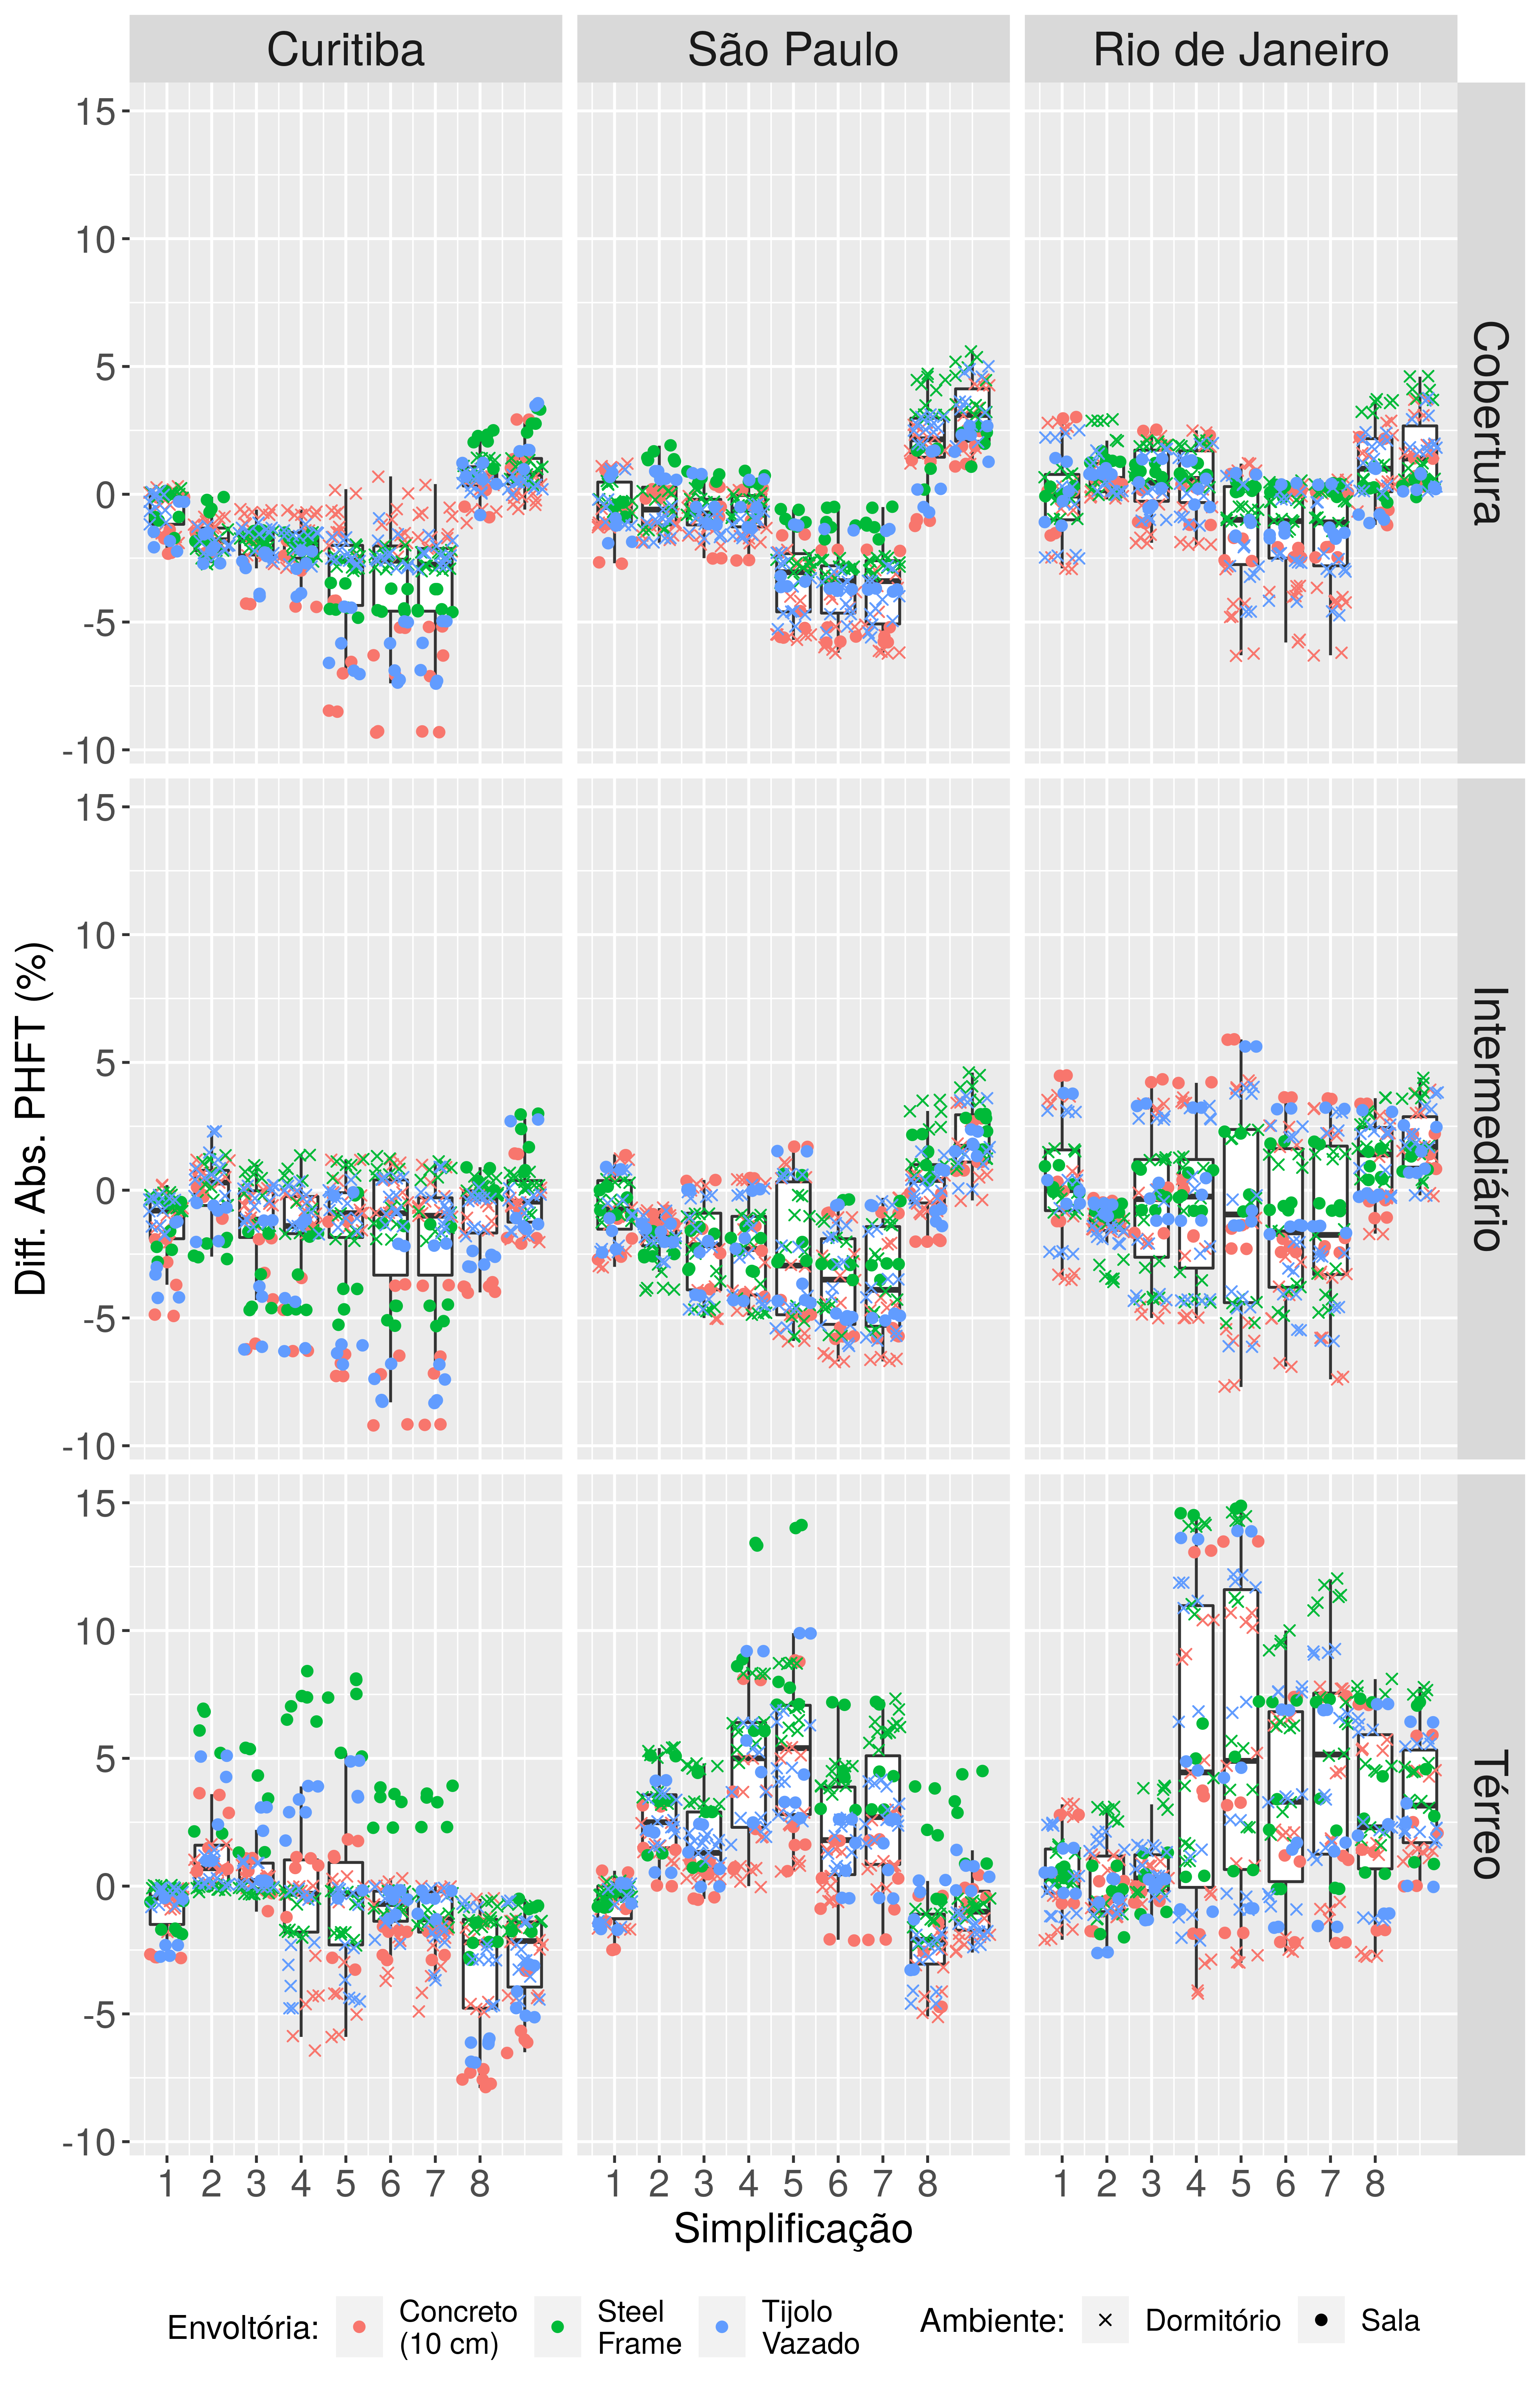 Curitiba
São Paulo
Rio de Janeiro
15
10
5
0
-5
-10
Cobertura
15
10
5
0
-5
-10
Intermediário
Diff. Abs. PHFT (%)
15
10
5
0
-5
-10
Térreo
1 2 3 4 5 6 7 8
1 2 3 4 5 6 7 8
1 2 3 4 5 6 7 8
Simplificação
Envoltória:
Concreto
(10 cm)
Steel
Frame
Tijolo
Vazado
Ambiente:
Dormitório
Sala